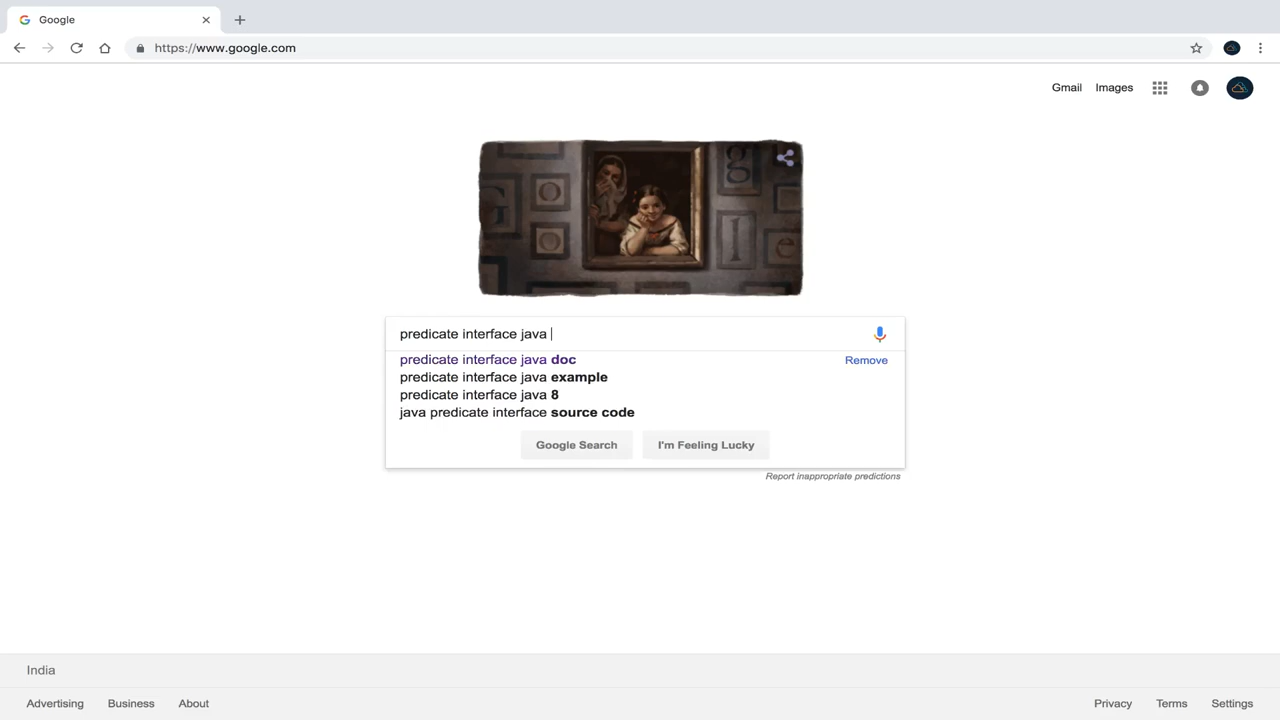 Google
https://www.google.com
Gmail Images
G O g
O l e
predicate interface java
predicate interface java doc Remove
predicate interface java example
predicate interface java 8
java predicate interface source code
Google Search I'm Feeling Lucky
Report inappropriate predictions
India
Advertising Business About Privacy Terms Settings